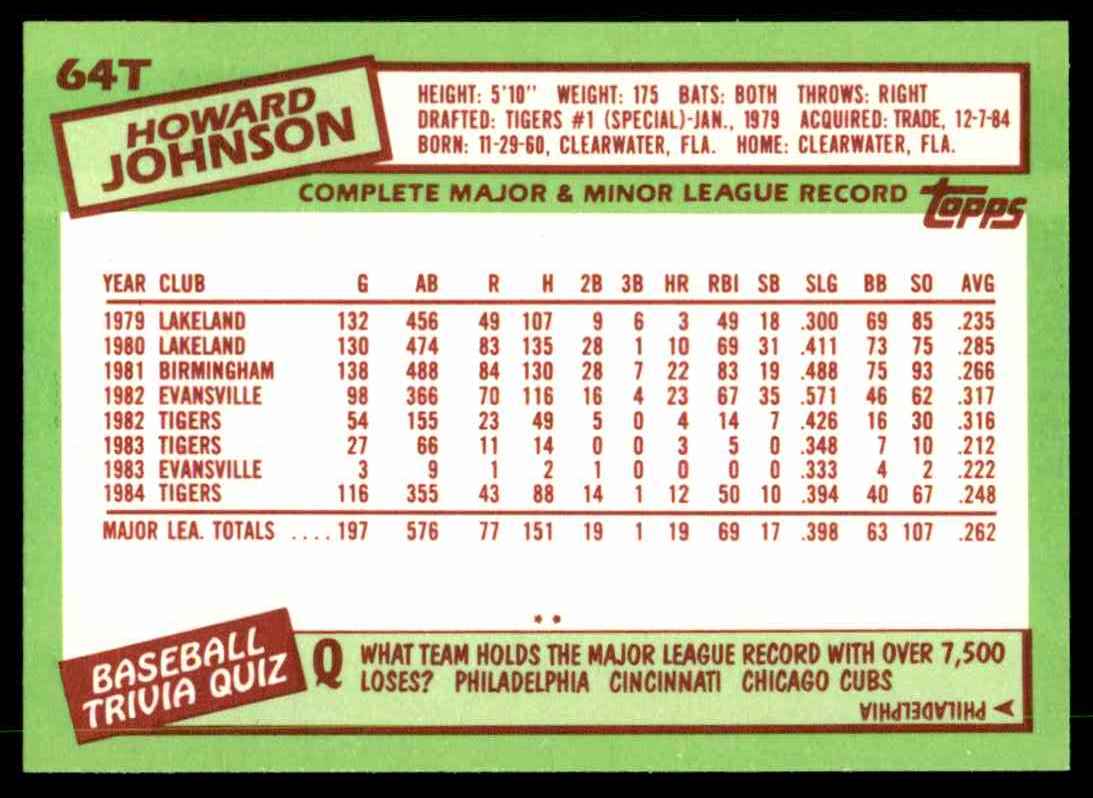 64T
HOWARD
JOHNSON
HEIGHT: 5'10" WEIGHT: 175 BATS: BOTH THROWS: RIGHT
DRAFTED: TIGERS #1 (SPECIAL)-JAN., 1979 ACQUIRED: TRADE, 12-7-84
BORN: 11-29-60, CLEARWATER, FLA. HOME: CLEARWATER, FLA.
COMPLETE MAJOR & MINOR LEAGUE RECORD
topps
YEAR CLUB G AB R H 2B 3B HR RBI SB SLG BB SO AVG
1979 LAKELAND 132 456 49 107 9 6 3 49 18 .300 69 85 .235
1980 LAKELAND 130 474 83 135 28 1 10 69 31 .411 73 75 .285
1981 BIRMINGHAM 138 488 84 130 28 7 22 83 19 .488 75 93 .266
1982 EVANSVILLE 98 366 70 116 16 4 23 67 35 .571 46 62 .317
1982 TIGERS 54 155 23 49 5 0 4 14 7 .426 16 30 .316
1983 TIGERS 27 66 11 14 0 0 3 5 0 .348 7 10 .212
1983 EVANSVILLE 3 9 1 2 1 0 0 0 0 .333 4 2 .222
1984 TIGERS 116 355 43 88 14 1 12 50 10 .394 40 67 .248
MAJOR LEA. TOTALS .... 197 576 77 151 19 1 19 69 17 .398 63 107 .262
**
BASEBALL
TRIVIA QUIZ
Q WHAT TEAM HOLDS THE MAJOR LEAGUE RECORD WITH OVER 7,500
LOSES? PHILADELPHIA CINCINNATI CHICAGO CUBS
A PHILADELPHIA